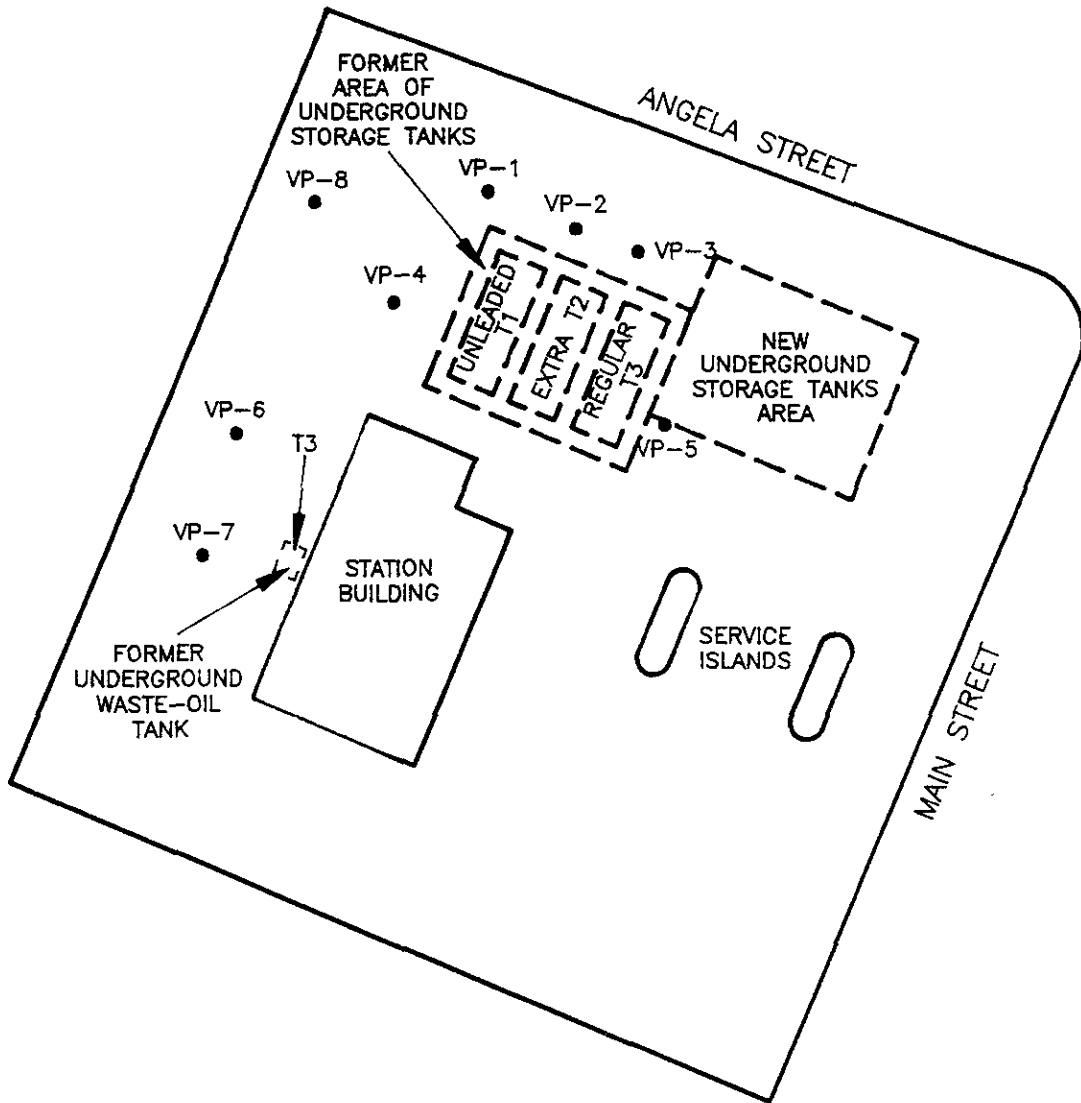 FORMER
AREA OF
UNDERGROUND
STORAGE TANKS
ANGELA STREET
VP-1
VP-8
VP-2
VP-3
VP-4
UNLEADED
T1
EXTRA T2
REGULAR
T3
NEW
UNDERGROUND
STORAGE TANKS
AREA
VP-5
VP-6
T3
VP-7
STATION
BUILDING
SERVICE
ISLANDS
FORMER
UNDERGROUND
WASTE-OIL
TANK
MAIN STREET